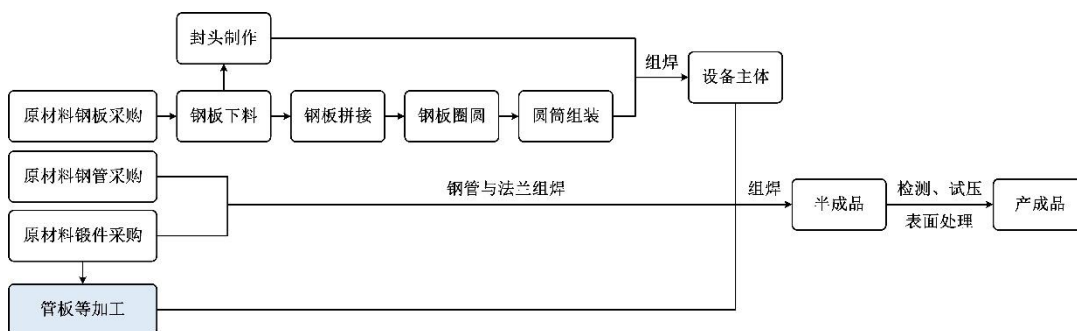 封头制作
组焊
设备主体
原材料钢板采购
钢板下料
钢板拼接
钢板圈圆
圆筒组装
原材料钢管采购
钢管与法兰组焊
组焊
半成品
检测、试压
表面处理
产成品
原材料锻件采购
管板等加工